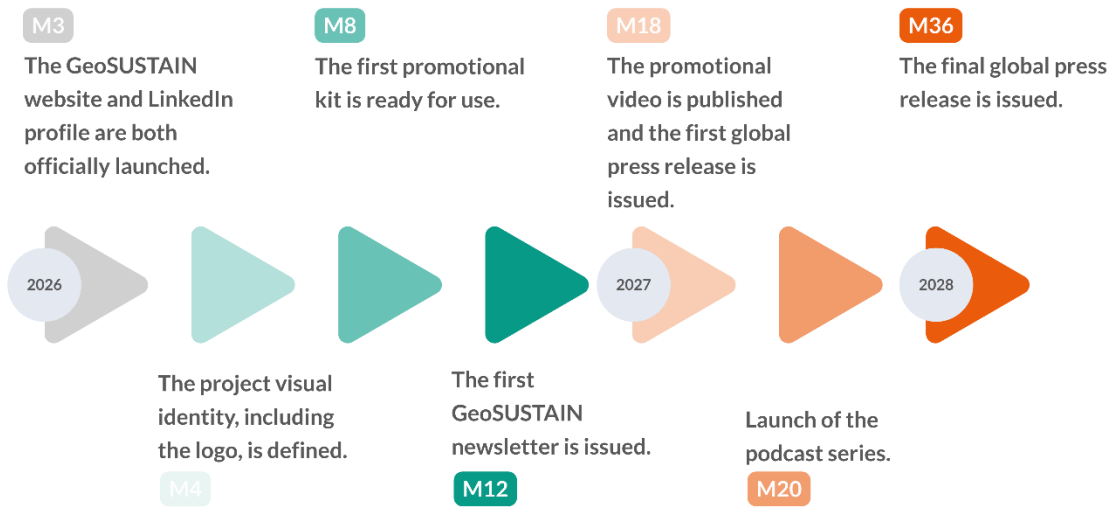 M3
The GeoSUSTAIN
website and LinkedIn
profile are both
officially launched.
M8
The first promotional
kit is ready for use.
M18
The promotional
video is published
and the first global
press release is
issued.
M36
The final global press
release is issued.
2026
2027
2028
The project visual
identity, including
the logo, is defined.
M4
The first
GeoSUSTAIN
newsletter is issued.
M12
Launch of the
podcast series.
M20